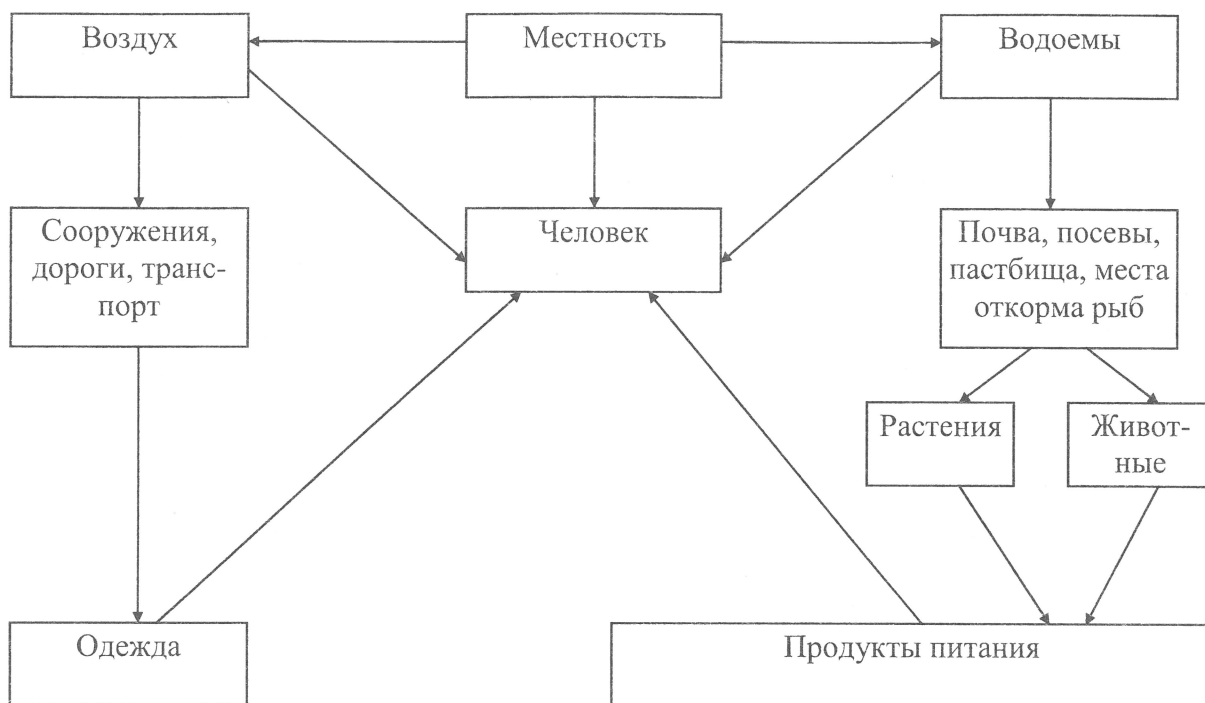 Воздух
Местность
Водоемы
Сооружения,
дороги, транс-
порт
Человек
Почва, посевы,
пастбища, места
откорма рыб
Растения
Живот-
ные
Одежда
Продукты питания